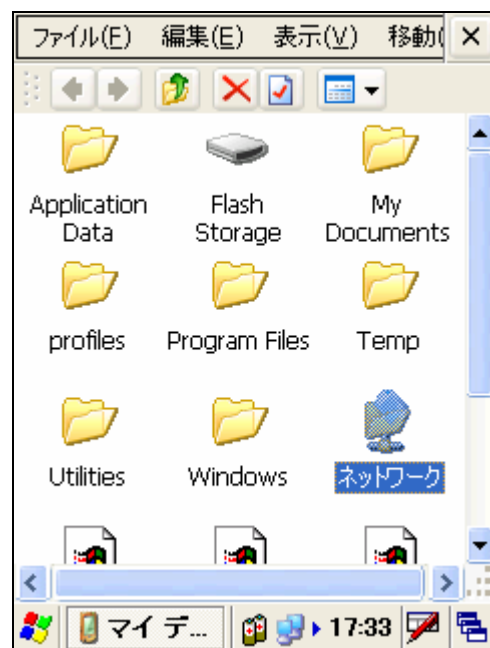 ファイル(F) 編集(E) 表示(V) 移動(
Application Data
Flash Storage
My Documents
profiles
Program Files
Temp
Utilities
Windows
ネットワーク
マイ デ... 17:33